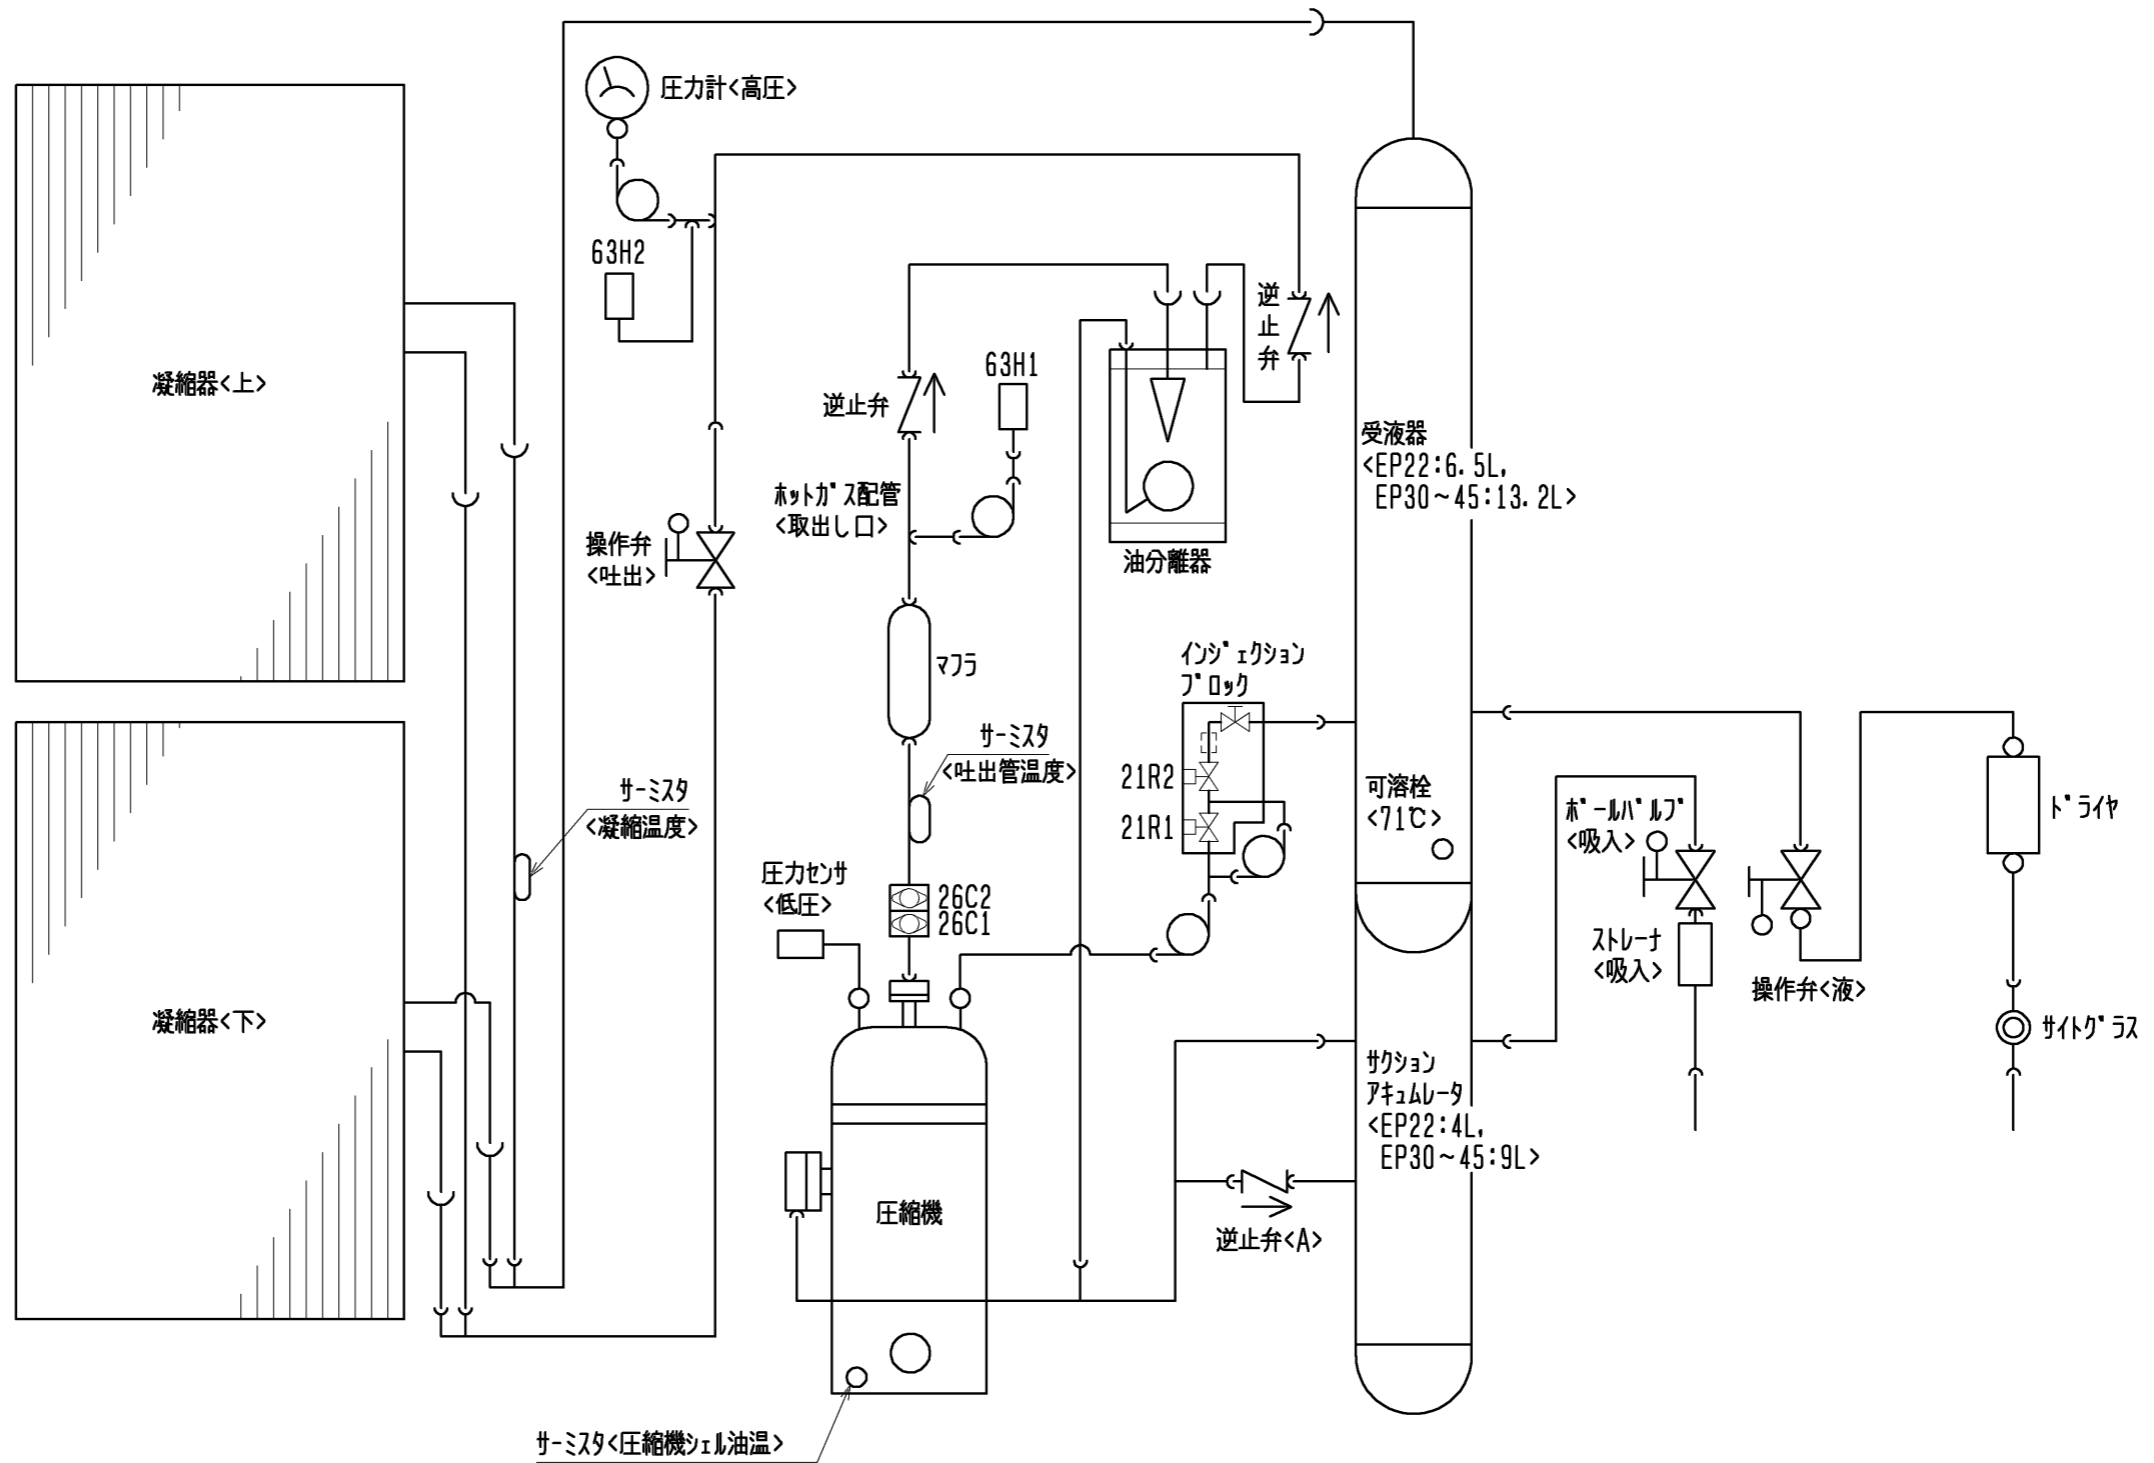 圧力計<高圧>
63H2
凝縮器<上>
逆止弁
63H1
逆止弁
受液器
<EP22:6.5L,
EP30~45:13.2L>
ホットガス配管
<取出し口>
操作弁
<吐出>
油分離器
マフラ
インジェクション
ブロック
サーミスタ
<吐出管温度>
21R2
21R1
サーミスタ
<凝縮温度>
可溶栓
<71℃>
ボールバルブ
<吸入>
ドライヤ
圧力センサ
<低圧>
26C2
26C1
ストレーナ
<吸入>
操作弁<液>
凝縮器<下>
サイトグラス
サクション
アキュムレータ
<EP22:4L,
EP30~45:9L>
圧縮機
逆止弁<A>
サーミスタ<圧縮機シェル油温>